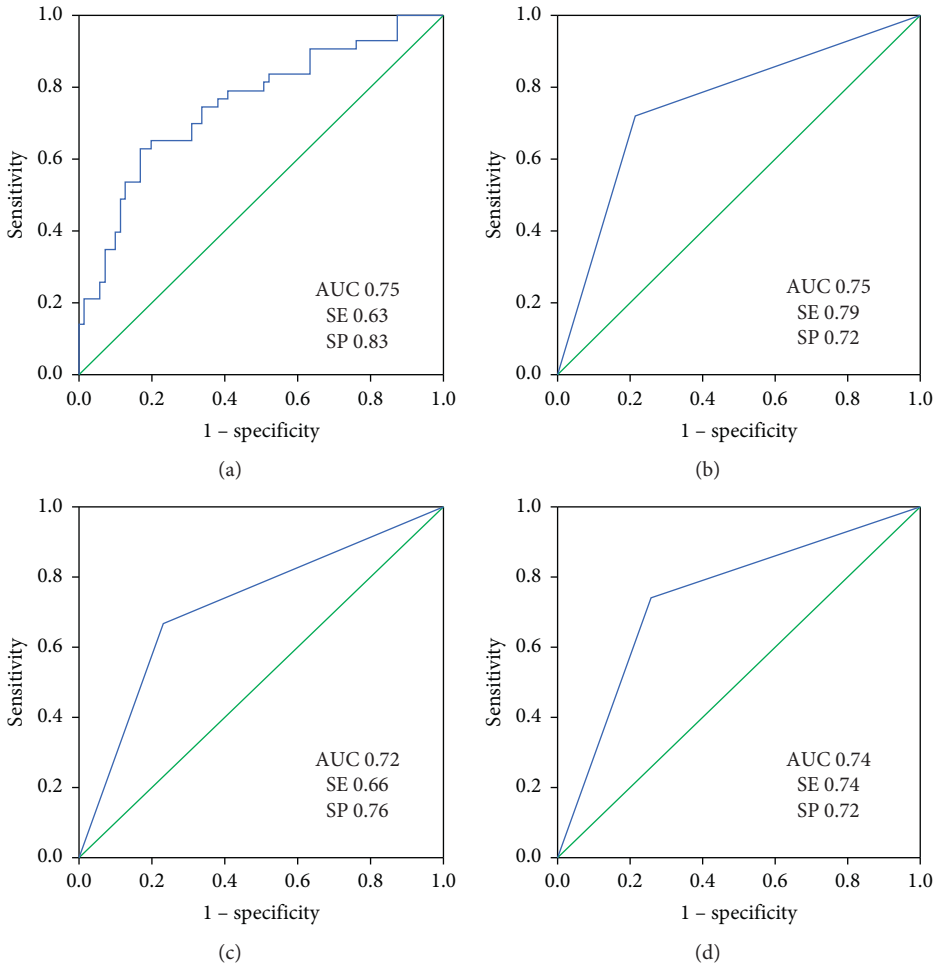 1.0
0.8
0.6
0.4
0.2
0.0
Sensitivity
AUC 0.75
SE 0.63
SP 0.83
0.0 0.2 0.4 0.6 0.8 1.0
1 – specificity
(a)
1.0
0.8
0.6
0.4
0.2
0.0
Sensitivity
AUC 0.75
SE 0.79
SP 0.72
0.0 0.2 0.4 0.6 0.8 1.0
1 – specificity
(b)
1.0
0.8
0.6
0.4
0.2
0.0
Sensitivity
AUC 0.72
SE 0.66
SP 0.76
0.0 0.2 0.4 0.6 0.8 1.0
1 – specificity
(c)
1.0
0.8
0.6
0.4
0.2
0.0
Sensitivity
AUC 0.74
SE 0.74
SP 0.72
0.0 0.2 0.4 0.6 0.8 1.0
1 – specificity
(d)